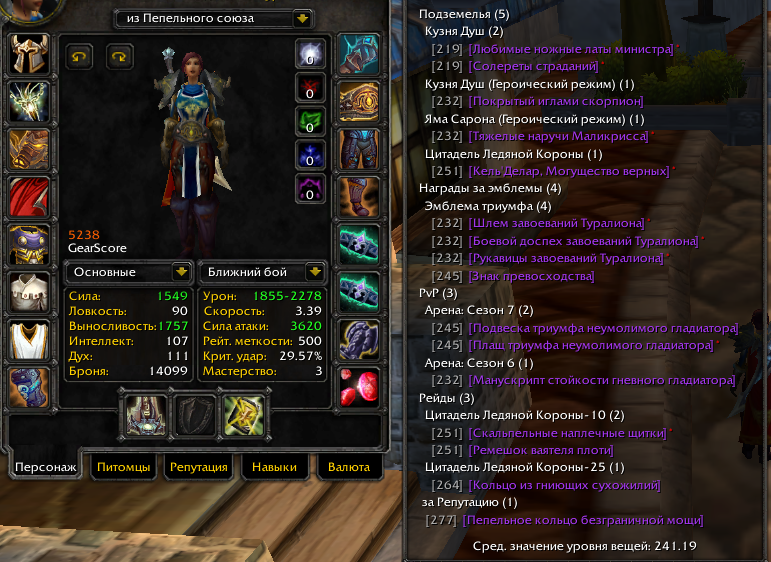 из Пепельного союза
0
0
0
0
0
5238
GearScore
Основные
Ближний бой
Сила: 1549
Ловкость: 90
Выносливость: 1757
Интеллект: 107
Дух: 111
Броня: 14099
Урон: 1855-2278
Скорость: 3.39
Сила атаки: 3620
Рейт. меткости: 500
Крит. удар: 29.57%
Мастерство: 3
Персонаж
Питомцы
Репутация
Навыки
Валюта
Подземелья (5)
Кузня Душ (2)
[219] [Любимые ножные латы министра]*
[219] [Солереты страданий]*
Кузня Душ (Героический режим) (1)
[232] [Покрытый иглами скорпион]
Яма Сарона (Героический режим) (1)
[232] [Тяжелые наручи Маликрисса]*
Цитадель Ледяной Короны (1)
[251] [Кель'Делар, Могущество верных]*
Награды за эмблемы (4)
Эмблема триумфа (4)
[232] [Шлем завоеваний Туралиона]*
[232] [Боевой доспех завоеваний Туралиона]*
[232] [Рукавицы завоеваний Туралиона]*
[245] [Знак превосходства]
PvP (3)
Арена: Сезон 7 (2)
[245] [Подвеска триумфа неумолимого гладиатора]
[245] [Плащ триумфа неумолимого гладиатора]*
Арена: Сезон 6 (1)
[232] [Манускрипт стойкости гневного гладиатора]
Рейды (3)
Цитадель Ледяной Короны-10 (2)
[251] [Скальпельные наплечные щитки]*
[251] [Ремешок ваятеля плоти]
Цитадель Ледяной Короны-25 (1)
[264] [Кольцо из гниющих сухожилий]
за Репутацию (1)
[277] [Пепельное кольцо безграничной мощи]
Сред. значение уровня вещей: 241.19